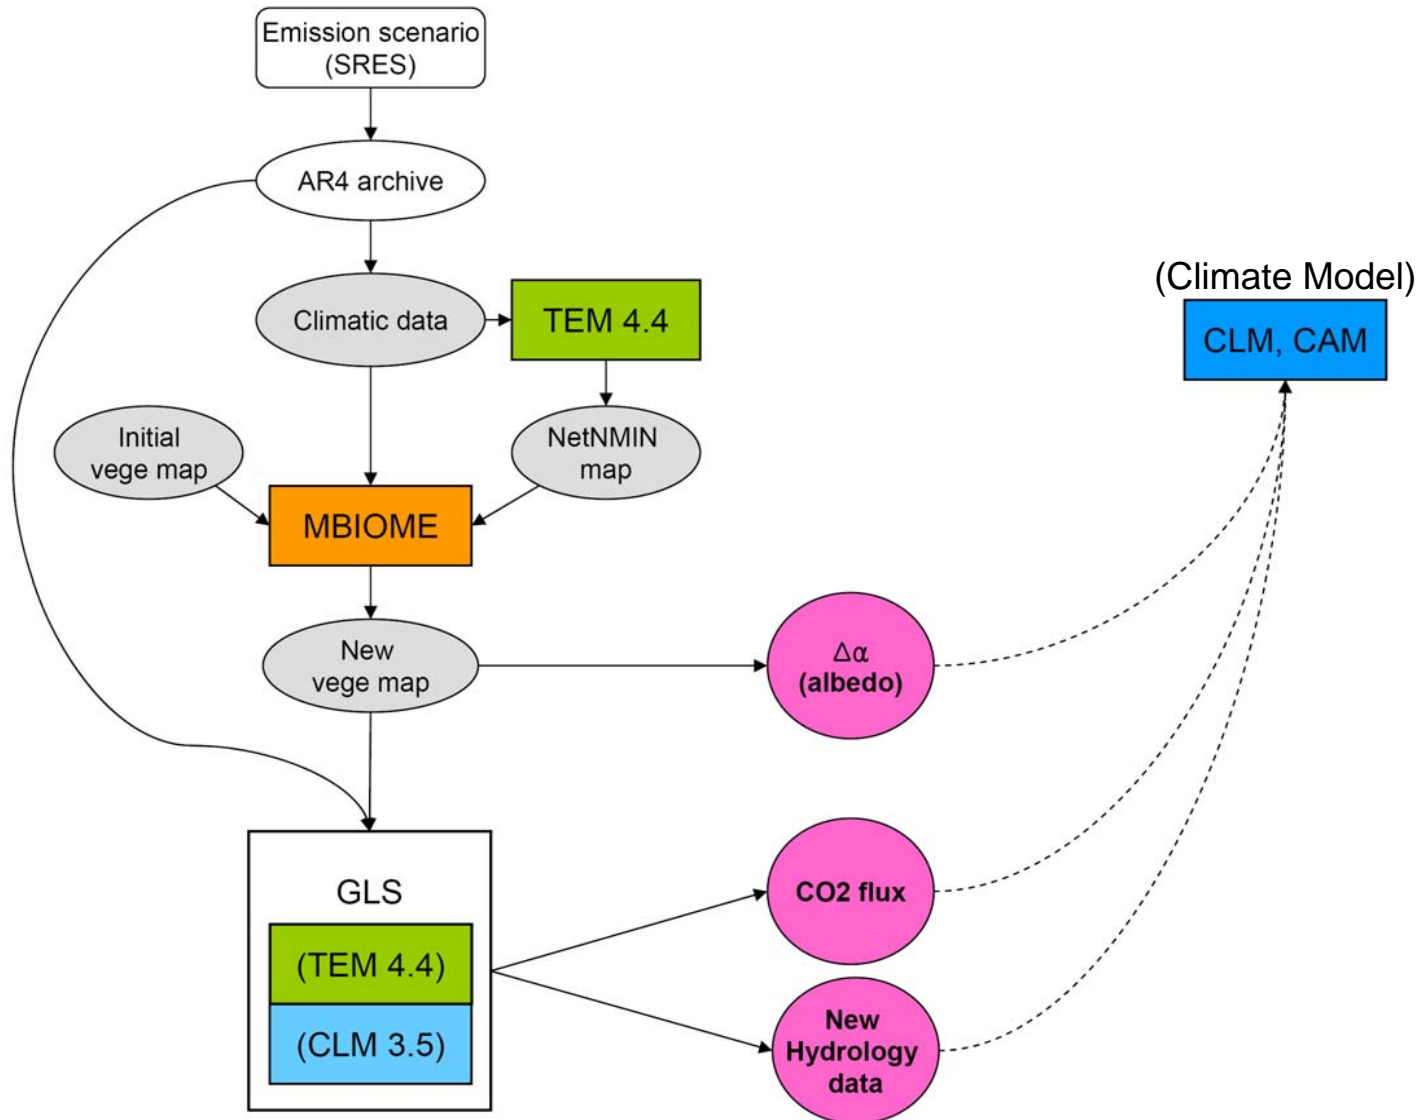 Emission scenario
(SRES)
AR4 archive
(Climate Model)
Climatic data
TEM 4.4
CLM, CAM
Initial
vege map
NetNMIN
map
MBIOME
New
vege map
Δα
(albedo)
GLS
CO2 flux
(TEM 4.4)
(CLM 3.5)
New
Hydrology
data